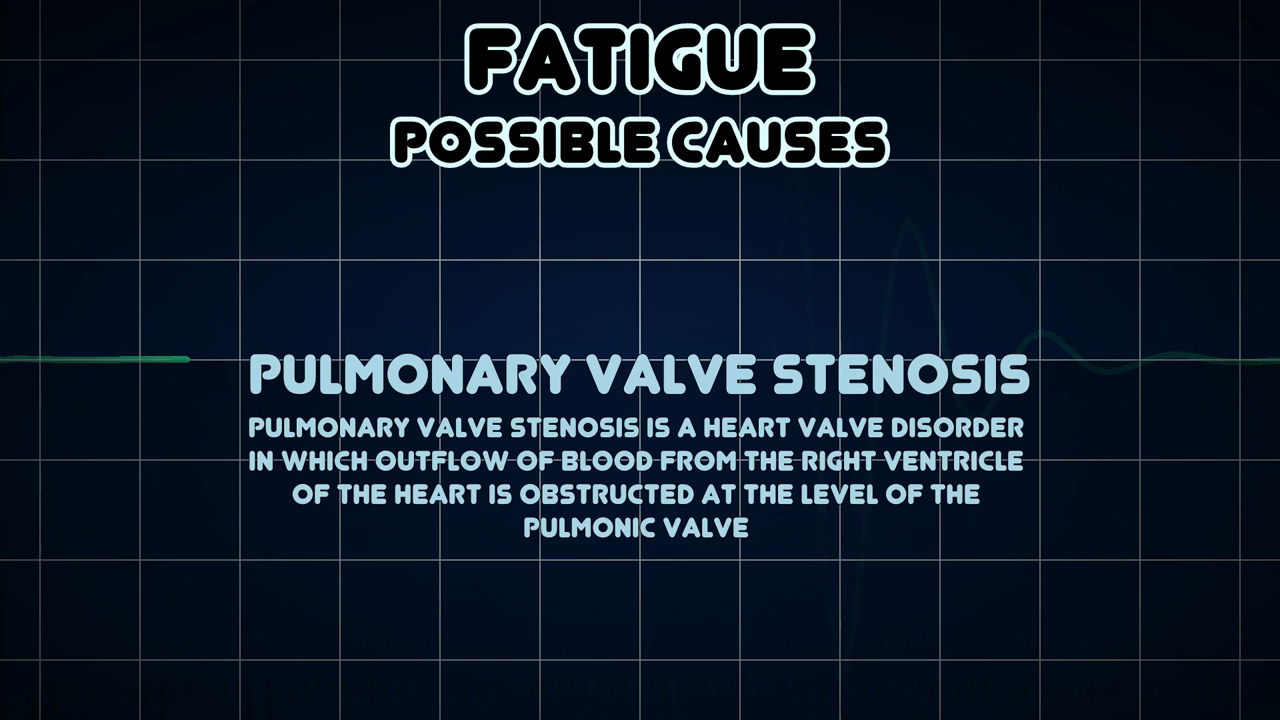 FATIGUE
POSSIBLE CAUSES
PULMONARY VALVE STENOSIS
PULMONARY VALVE STENOSIS IS A HEART VALVE DISORDER
IN WHICH OUTFLOW OF BLOOD FROM THE RIGHT VENTRICLE
OF THE HEART IS OBSTRUCTED AT THE LEVEL OF THE
PULMONIC VALVE